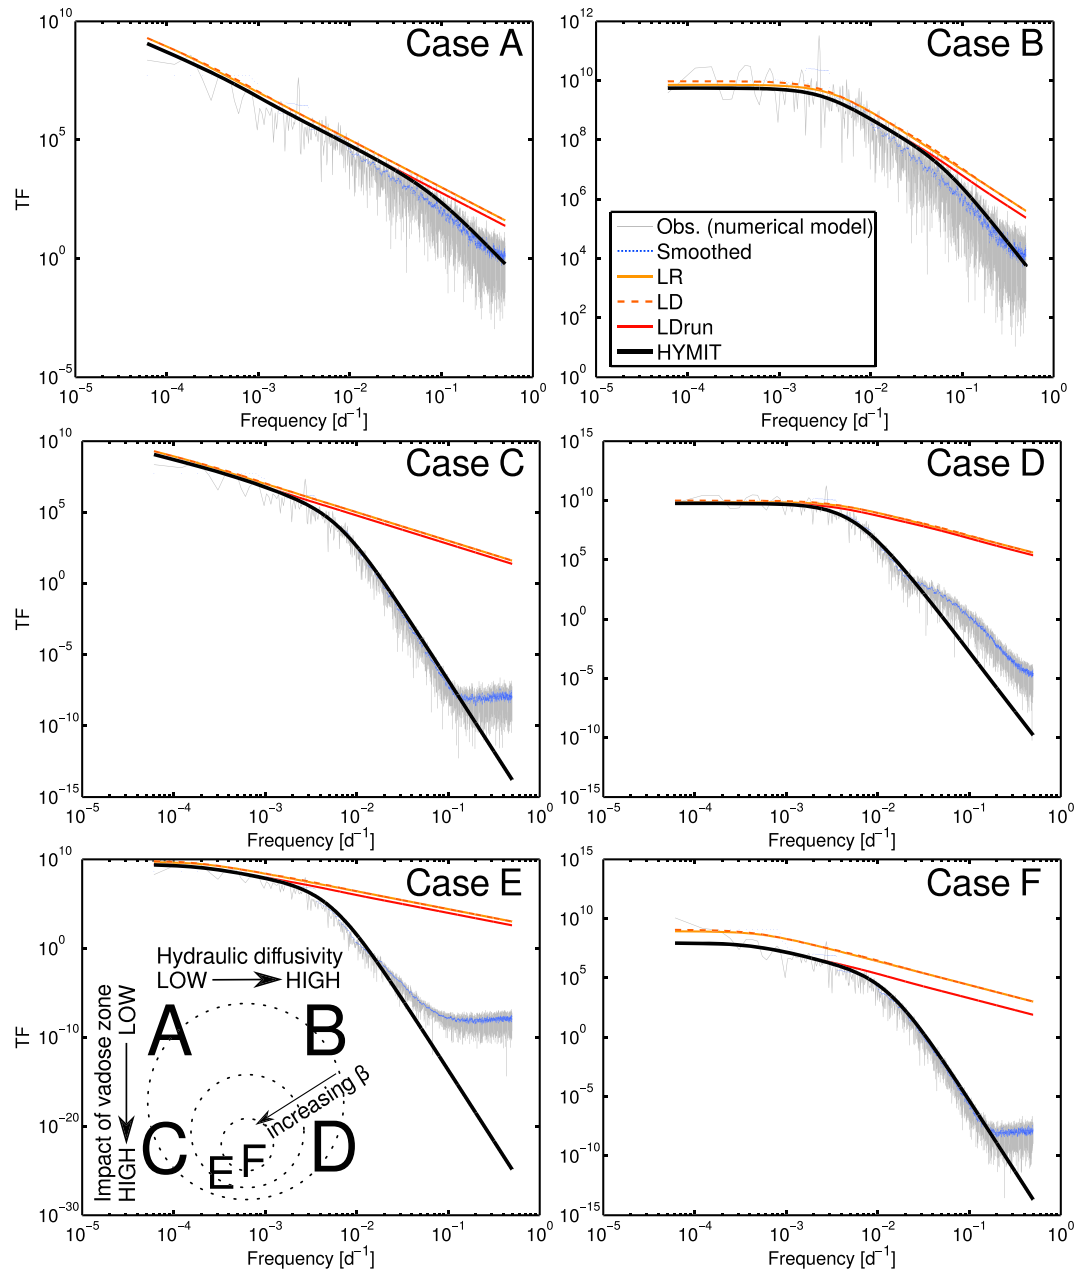 Case A
10^10
10^5
10^0
10^−5
TF
10^−5 10^−4 10^−3 10^−2 10^−1 10^0
Frequency [d^−1]
Case B
10^12
10^10
10^8
10^6
10^4
10^2
10^0
Obs. (numerical model)
Smoothed
LR
LD
LDrun
HYMIT
10^−5 10^−4 10^−3 10^−2 10^−1 10^0
Frequency [d^−1]
Case C
10^10
10^5
10^0
10^−5
10^−10
10^−15
TF
10^−5 10^−4 10^−3 10^−2 10^−1 10^0
Frequency [d^−1]
Case D
10^15
10^10
10^5
10^0
10^−5
10^−10
10^−15
10^−5 10^−4 10^−3 10^−2 10^−1 10^0
Frequency [d^−1]
Case E
10^10
10^0
10^−10
10^−20
10^−30
TF
Hydraulic diffusivity
LOW HIGH
Impact of vadose zone
LOW
HIGH
A B
increasing β
C D
E F
10^−5 10^−4 10^−3 10^−2 10^−1 10^0
Frequency [d^−1]
Case F
10^15
10^10
10^5
10^0
10^−5
10^−10
10^−15
10^−5 10^−4 10^−3 10^−2 10^−1 10^0
Frequency [d^−1]